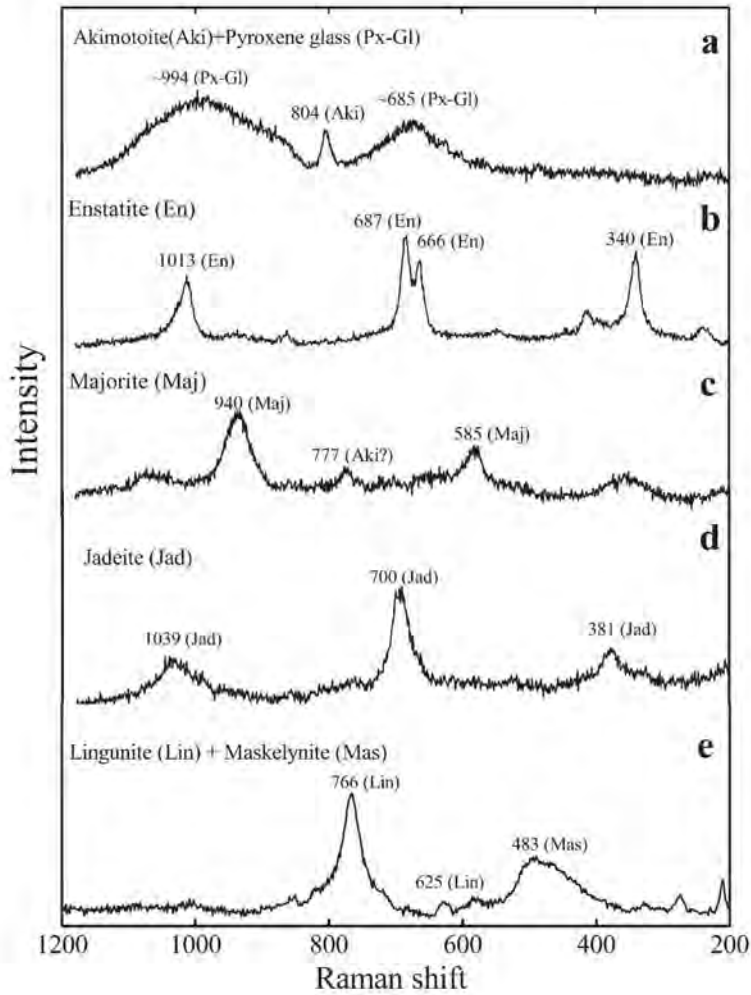 Akimotoite(Aki)+Pyroxene glass (Px-Gl)
a
~994 (Px-Gl)
804 (Aki)
~685 (Px-Gl)
Enstatite (En)
b
1013 (En)
687 (En)
666 (En)
340 (En)
Majorite (Maj)
c
940 (Maj)
777 (Aki?)
585 (Maj)
Jadeite (Jad)
d
1039 (Jad)
700 (Jad)
381 (Jad)
Lingunite (Lin) + Maskelynite (Mas)
e
766 (Lin)
625 (Lin)
483 (Mas)
Intensity
1200 1000 800 600 400 200
Raman shift